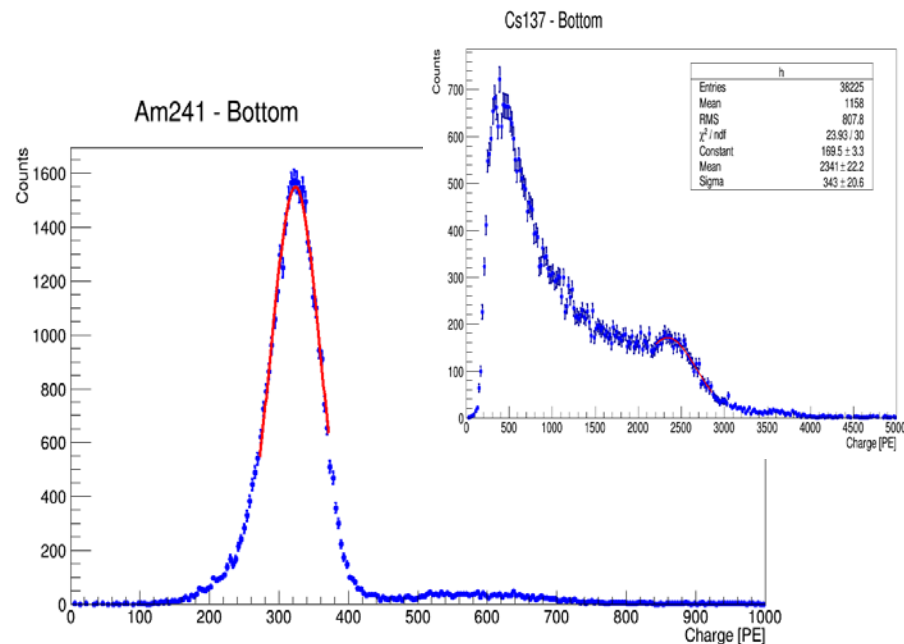 Cs137 - Bottom
Counts
700
600
500
400
300
200
100
0
0 500 1000 1500 2000 2500 3000 3500 4000 4500 5000
Charge [PE]
h
Entries 38225
Mean 1158
RMS 807.8
χ² / ndf 23.93 / 30
Constant 169.5 ± 3.3
Mean 2341 ± 22.2
Sigma 343 ± 20.6
Am241 - Bottom
Counts
1600
1400
1200
1000
800
600
400
200
0
0 100 200 300 400 500 600 700 800 900 1000
Charge [PE]